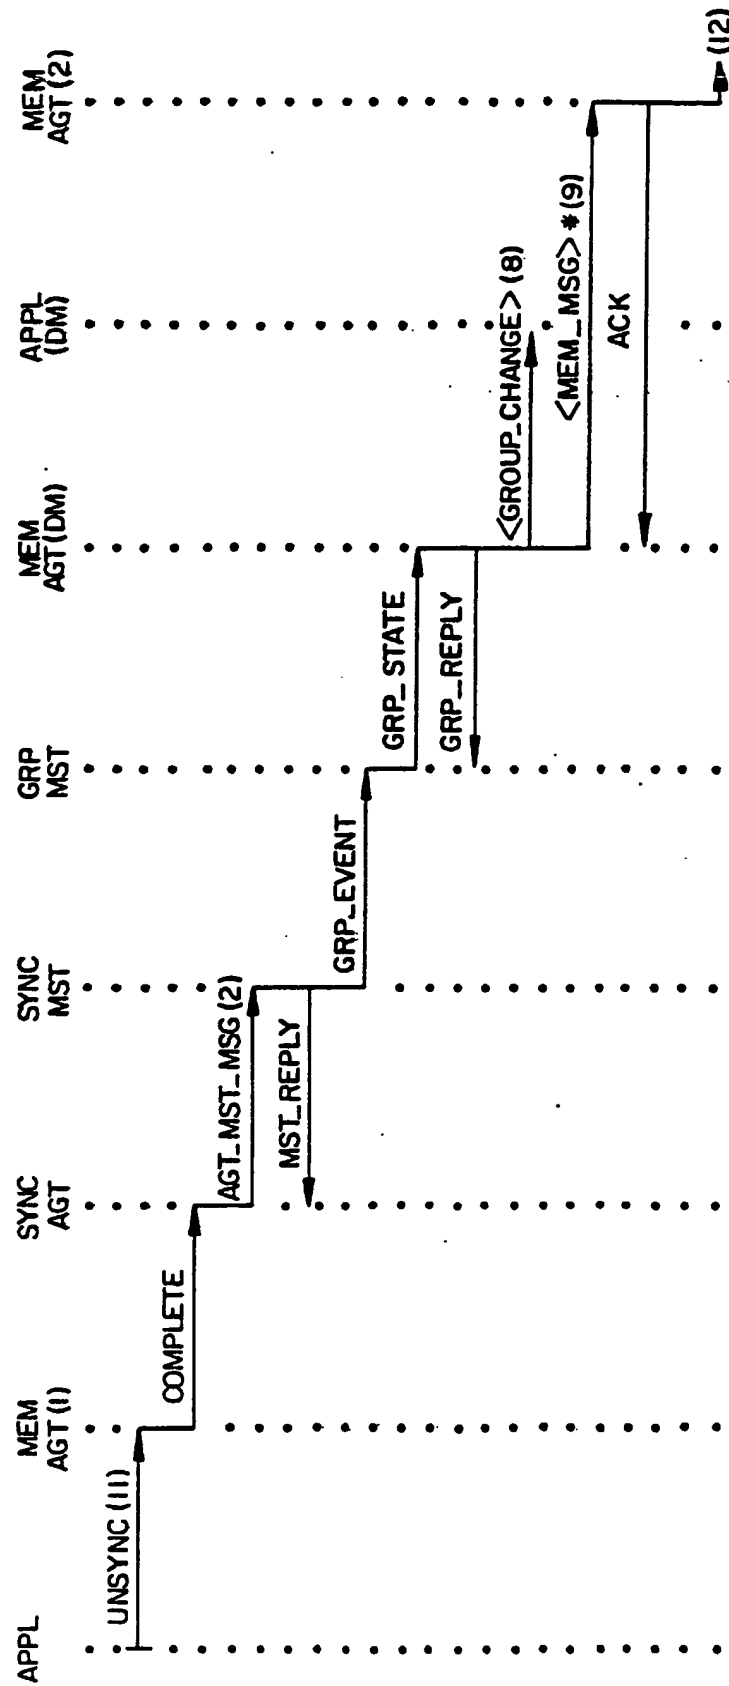 APPL
MEM
AGT (1)
SYNC
AGT
SYNC
MST
GRP
MST
MEM
AGT (DM)
APPL
(DM)
MEM
AGT (2)
UNSYNC (11)
COMPLETE
AGT_MST_MSG (2)
MST_REPLY
GRP_EVENT
GRP_STATE
GRP_REPLY
<GROUP_CHANGE> (8)
<MEM_MSG>* (9)
ACK
(12)